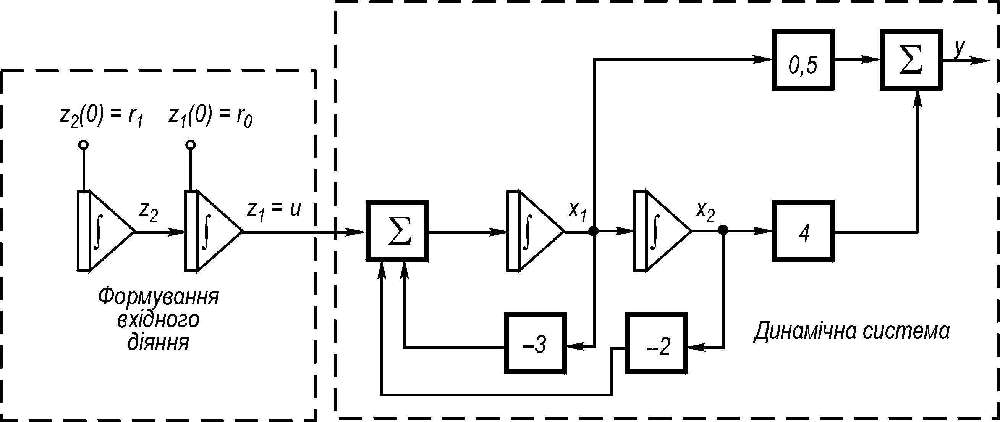 0,5
Σ
y
z₂(0) = r₁
z₁(0) = r₀
∫
z₂
∫
z₁ = u
Σ
∫
x₁
∫
x₂
4
Формування
вхідного
діяння
–3
–2
Динамічна система